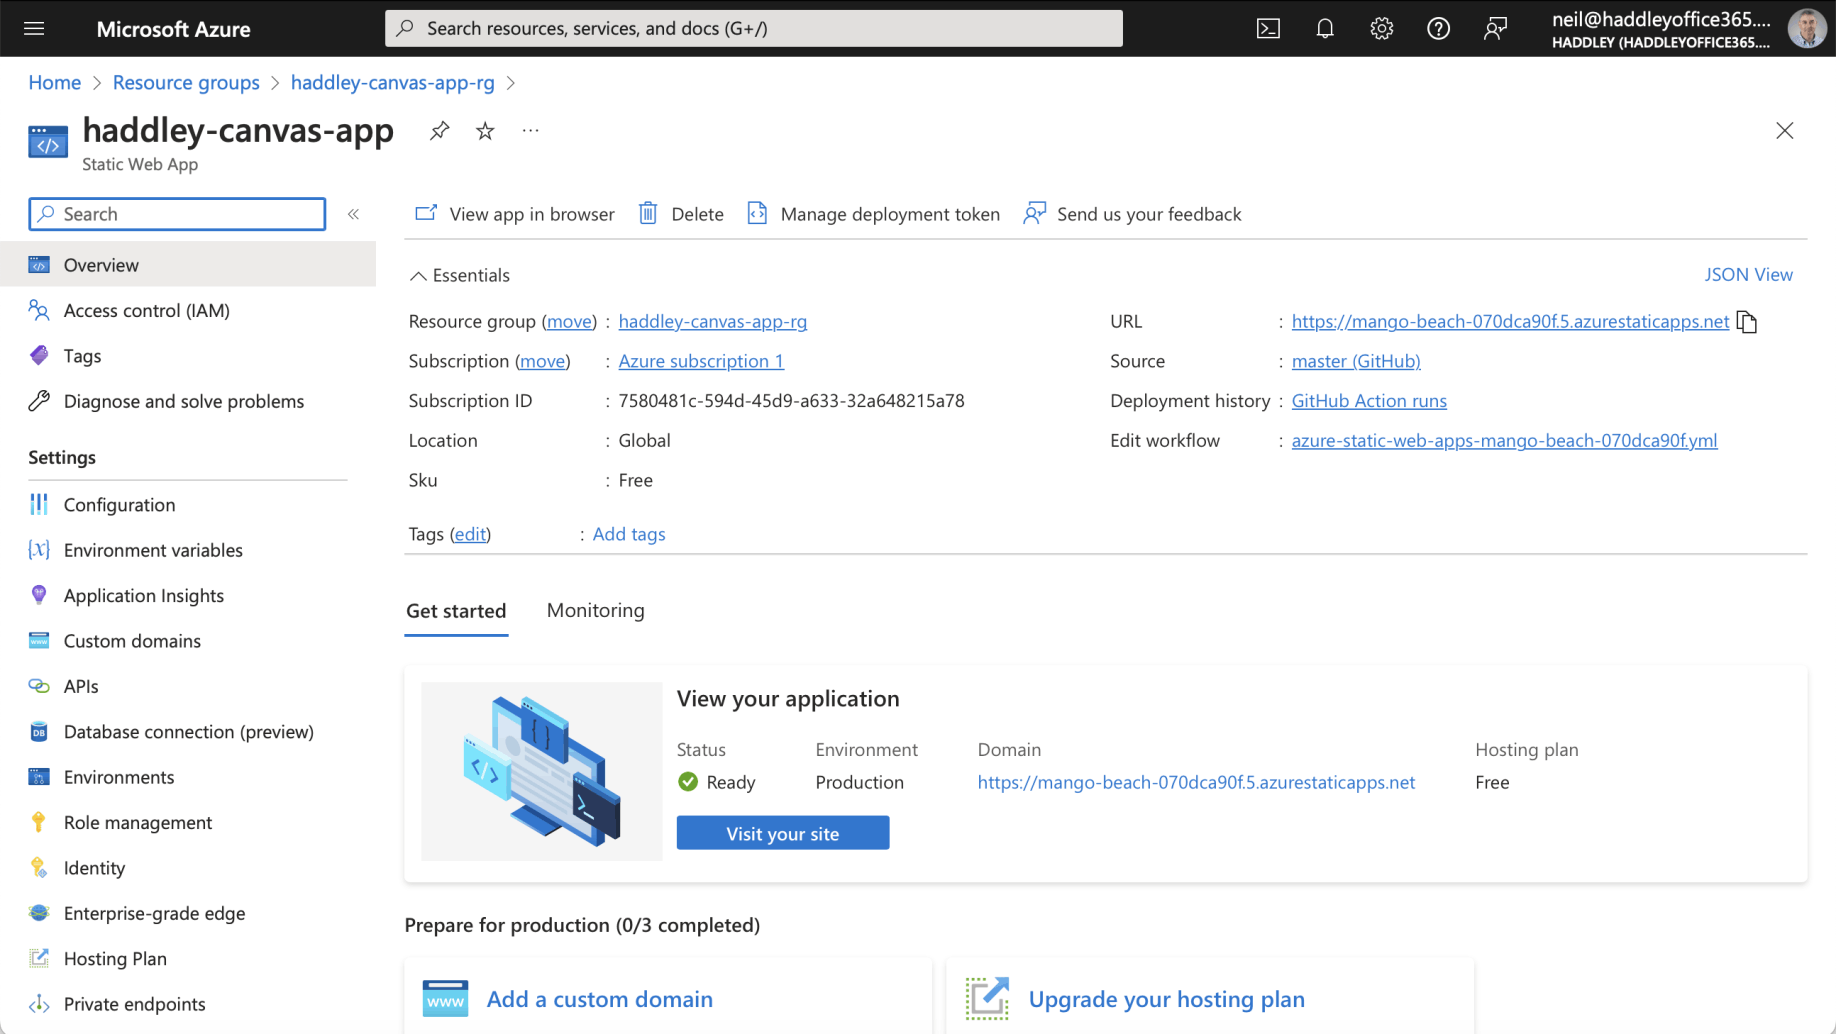 Microsoft Azure
Search resources, services, and docs (G+/)
neil@haddleyoffice365....
HADDLEY (HADDLEYOFFICE365....
Home > Resource groups > haddley-canvas-app-rg >
haddley-canvas-app
Static Web App
Search
View app in browser
Delete
Manage deployment token
Send us your feedback
Overview
Access control (IAM)
Tags
Diagnose and solve problems
Settings
Configuration
Environment variables
Application Insights
Custom domains
APIs
Database connection (preview)
Environments
Role management
Identity
Enterprise-grade edge
Hosting Plan
Private endpoints
Essentials
JSON View
Resource group (move) : haddley-canvas-app-rg
Subscription (move) : Azure subscription 1
Subscription ID : 7580481c-594d-45d9-a633-32a648215a78
Location : Global
Sku : Free
URL : https://mango-beach-070dca90f.5.azurestaticapps.net
Source : master (GitHub)
Deployment history : GitHub Action runs
Edit workflow : azure-static-web-apps-mango-beach-070dca90f.yml
Tags (edit) : Add tags
Get started
Monitoring
View your application
Status Environment Domain Hosting plan
Ready Production https://mango-beach-070dca90f.5.azurestaticapps.net Free
Visit your site
Prepare for production (0/3 completed)
www
Add a custom domain
Upgrade your hosting plan